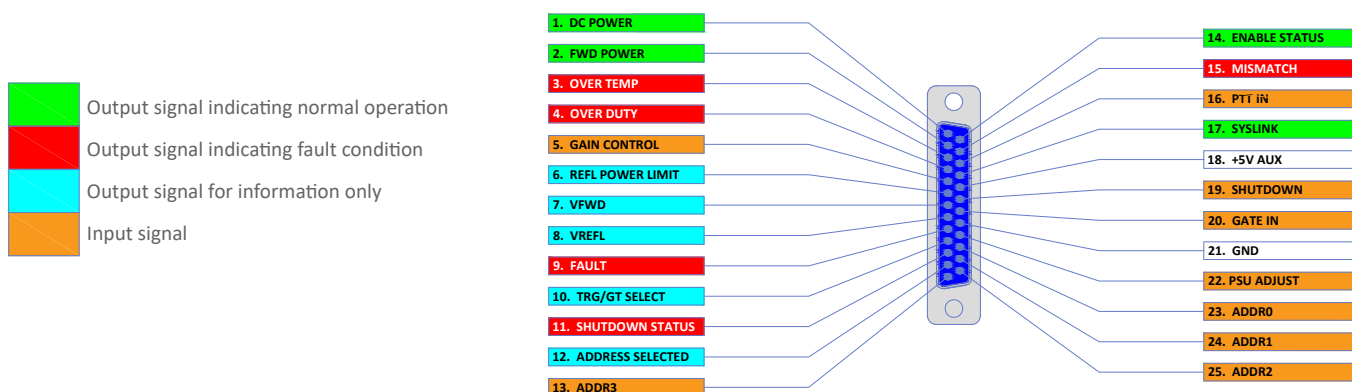 Output signal indicating normal operation
Output signal indicating fault condition
Output signal for information only
Input signal
1. DC POWER
2. FWD POWER
3. OVER TEMP
4. OVER DUTY
5. GAIN CONTROL
6. REFL POWER LIMIT
7. VFWD
8. VREFL
9. FAULT
10. TRG/GT SELECT
11. SHUTDOWN STATUS
12. ADDRESS SELECTED
13. ADDR3
14. ENABLE STATUS
15. MISMATCH
16. PTT IN
17. SYSLINK
18. +5V AUX
19. SHUTDOWN
20. GATE IN
21. GND
22. PSU ADJUST
23. ADDR0
24. ADDR1
25. ADDR2